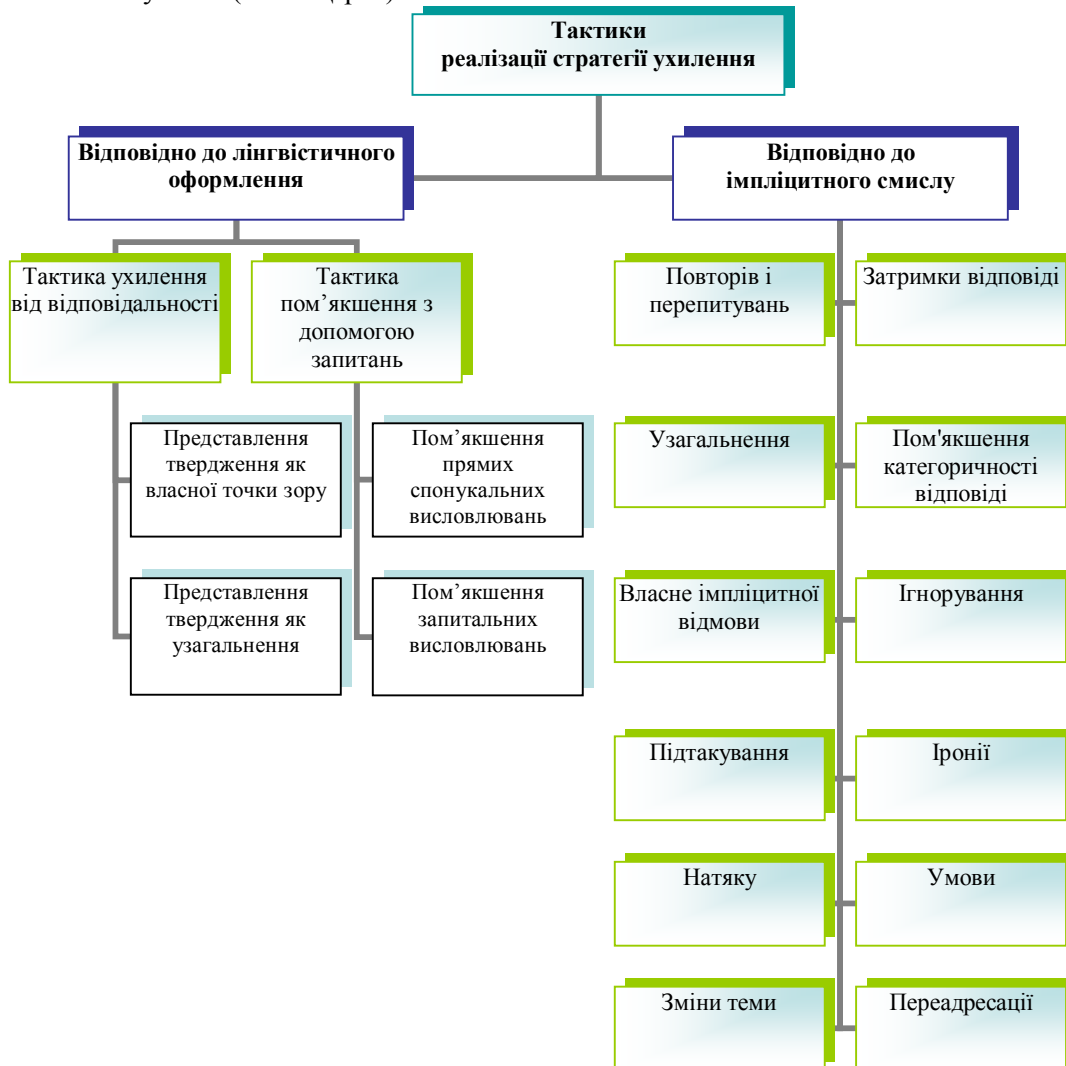 Тактики
реалізації стратегії ухилення
Відповідно до лінгвістичного
оформлення
Відповідно до
імпліцитного смислу
Тактика ухилення
від відповідальності
Тактика
пом’якшення з
допомогою
запитань
Представлення
твердження як
власної точки зору
Пом’якшення
прямих
спонукальних
висловлювань
Представлення
твердження як
узагальнення
Пом’якшення
запитальних
висловлювань
Повторів і
перепитувань
Затримки відповіді
Узагальнення
Пом'якшення
категоричності
відповіді
Власне імпліцитної
відмови
Ігнорування
Підтакування
Іронії
Натяку
Умови
Зміни теми
Переадресації